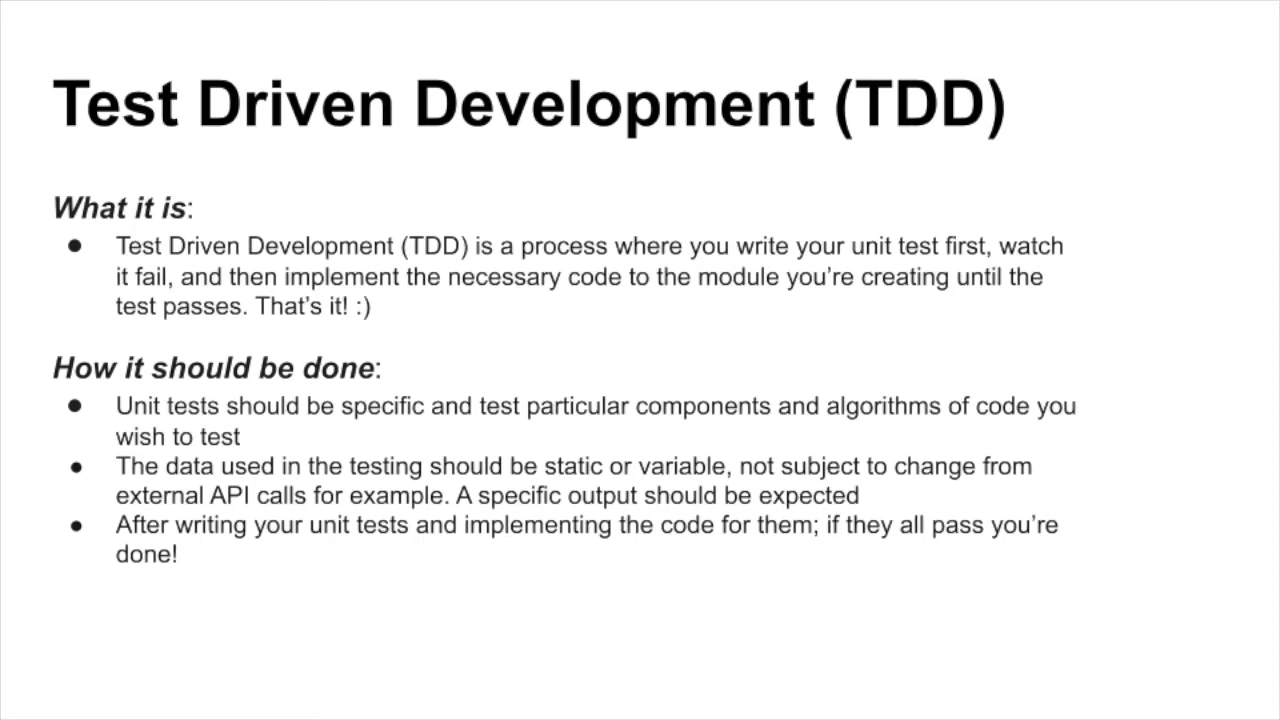 Test Driven Development (TDD)
What it is:
● Test Driven Development (TDD) is a process where you write your unit test first, watch
it fail, and then implement the necessary code to the module you're creating until the
test passes. That's it! :)
How it should be done:
● Unit tests should be specific and test particular components and algorithms of code you
wish to test
● The data used in the testing should be static or variable, not subject to change from
external API calls for example. A specific output should be expected
● After writing your unit tests and implementing the code for them; if they all pass you're
done!